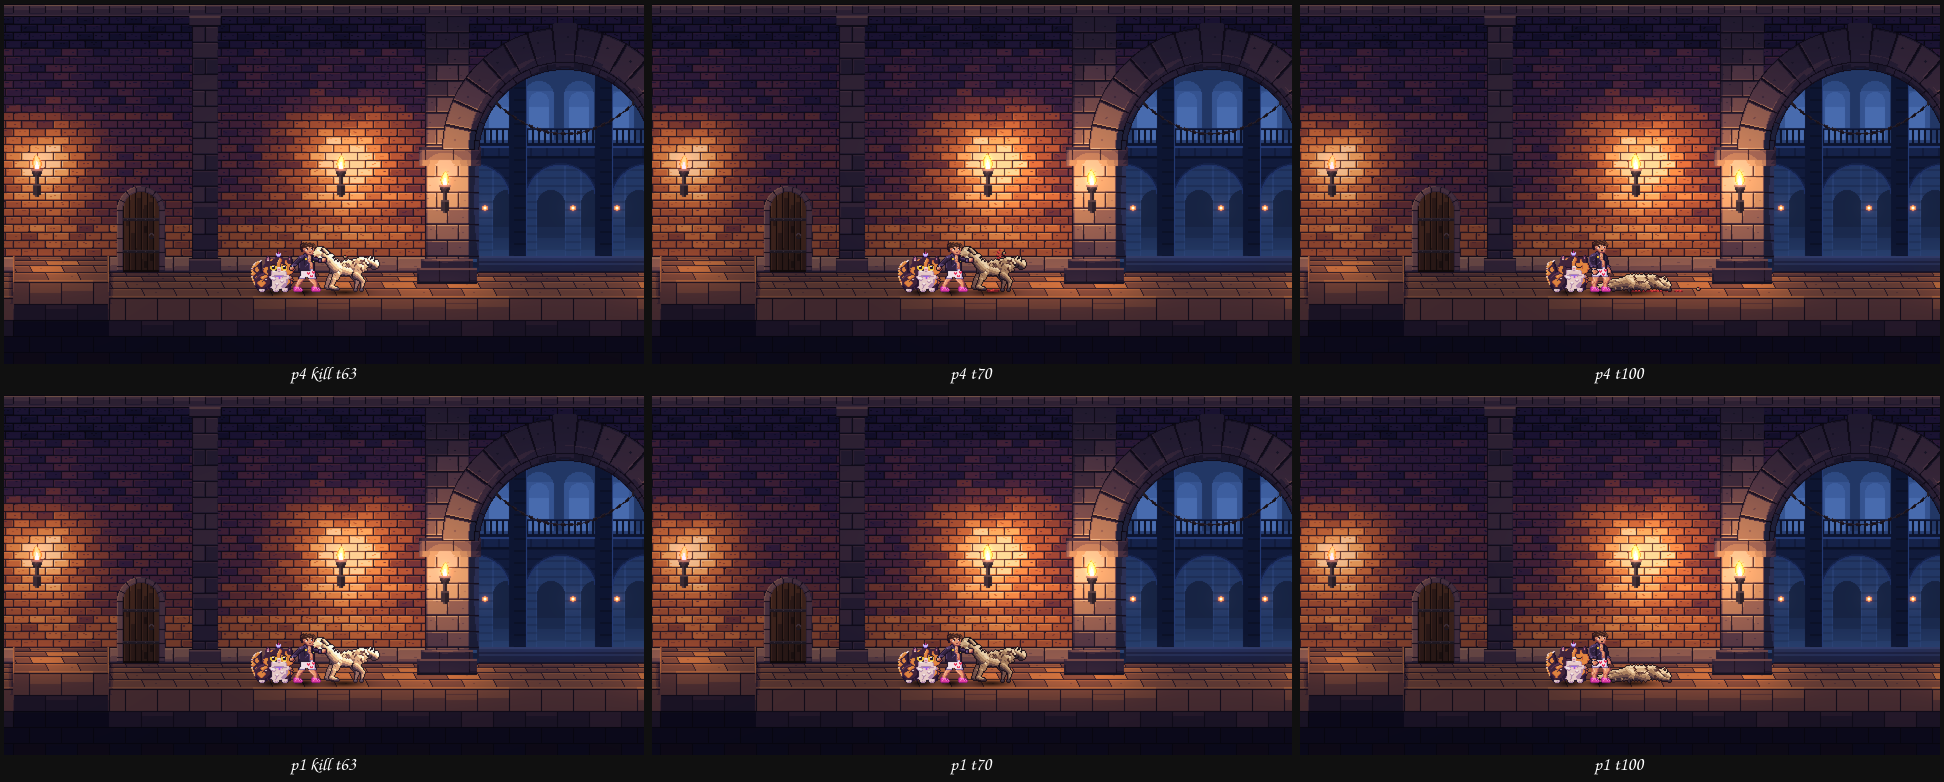 p4 kill t63
p4 t70
p4 t100
p1 kill t63
p1 t70
p1 t100